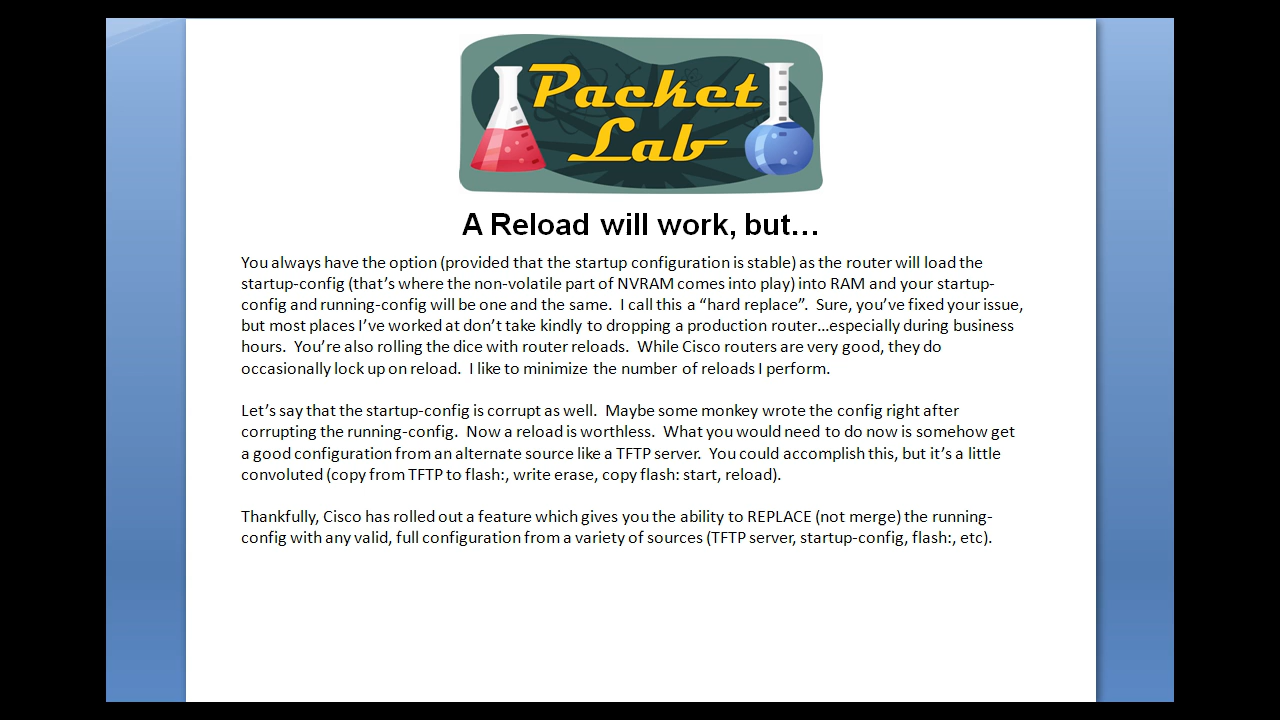 Packet
Lab
A Reload will work, but…
You always have the option (provided that the startup configuration is stable) as the router will load the
startup-config (that’s where the non-volatile part of NVRAM comes into play) into RAM and your startup-
config and running-config will be one and the same.  I call this a “hard replace”.  Sure, you’ve fixed your issue,
but most places I’ve worked at don’t take kindly to dropping a production router…especially during business
hours.  You’re also rolling the dice with router reloads.  While Cisco routers are very good, they do
occasionally lock up on reload.  I like to minimize the number of reloads I perform.
Let’s say that the startup-config is corrupt as well.  Maybe some monkey wrote the config right after
corrupting the running-config.  Now a reload is worthless.  What you would need to do now is somehow get
a good configuration from an alternate source like a TFTP server.  You could accomplish this, but it’s a little
convoluted (copy from TFTP to flash:, write erase, copy flash: start, reload).
Thankfully, Cisco has rolled out a feature which gives you the ability to REPLACE (not merge) the running-
config with any valid, full configuration from a variety of sources (TFTP server, startup-config, flash:, etc).